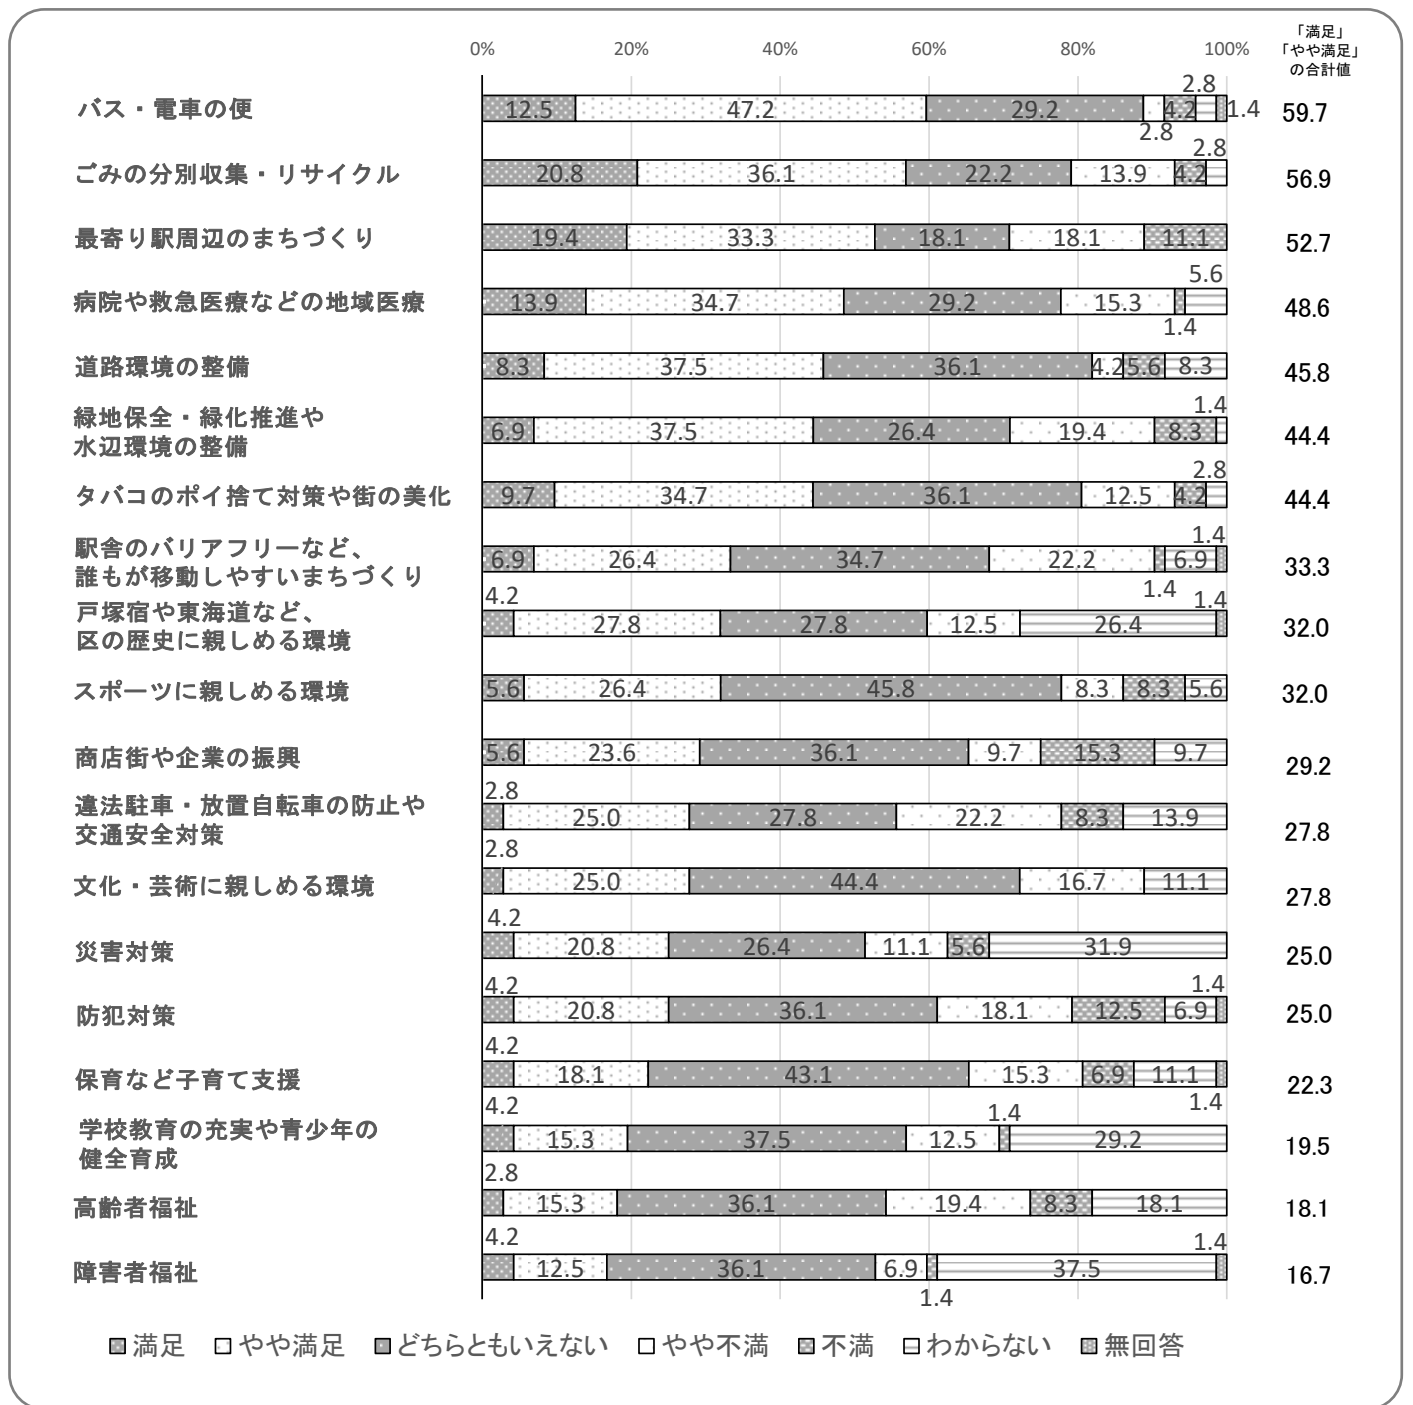 0% 20% 40% 60% 80% 100%
「満足」
「やや満足」
の合計値
バス・電車の便 12.5 47.2 29.2 2.8 4.2 2.8 1.4 59.7
ごみの分別収集・リサイクル 20.8 36.1 22.2 13.9 4.2 2.8 56.9
最寄り駅周辺のまちづくり 19.4 33.3 18.1 18.1 11.1 52.7
病院や救急医療などの地域医療 13.9 34.7 29.2 15.3 1.4 5.6 48.6
道路環境の整備 8.3 37.5 36.1 4.2 5.6 8.3 45.8
緑地保全・緑化推進や
水辺環境の整備 6.9 37.5 26.4 19.4 8.3 1.4 44.4
タバコのポイ捨て対策や街の美化 9.7 34.7 36.1 12.5 4.2 2.8 44.4
駅舎のバリアフリーなど、
誰もが移動しやすいまちづくり 6.9 26.4 34.7 22.2 1.4 6.9 1.4 33.3
戸塚宿や東海道など、
区の歴史に親しめる環境 4.2 27.8 27.8 12.5 26.4 1.4 32.0
スポーツに親しめる環境 5.6 26.4 45.8 8.3 8.3 5.6 32.0
商店街や企業の振興 5.6 23.6 36.1 9.7 15.3 9.7 29.2
違法駐車・放置自転車の防止や
交通安全対策 2.8 25.0 27.8 22.2 8.3 13.9 27.8
文化・芸術に親しめる環境 2.8 25.0 44.4 16.7 11.1 27.8
災害対策 4.2 20.8 26.4 11.1 5.6 31.9 25.0
防犯対策 4.2 20.8 36.1 18.1 12.5 6.9 1.4 25.0
保育など子育て支援 4.2 18.1 43.1 15.3 6.9 11.1 1.4 22.3
学校教育の充実や青少年の
健全育成 4.2 15.3 37.5 12.5 1.4 29.2 19.5
高齢者福祉 2.8 15.3 36.1 19.4 8.3 18.1 18.1
障害者福祉 4.2 12.5 36.1 6.9 1.4 37.5 1.4 16.7
満足 やや満足 どちらともいえない やや不満 不満 わからない 無回答